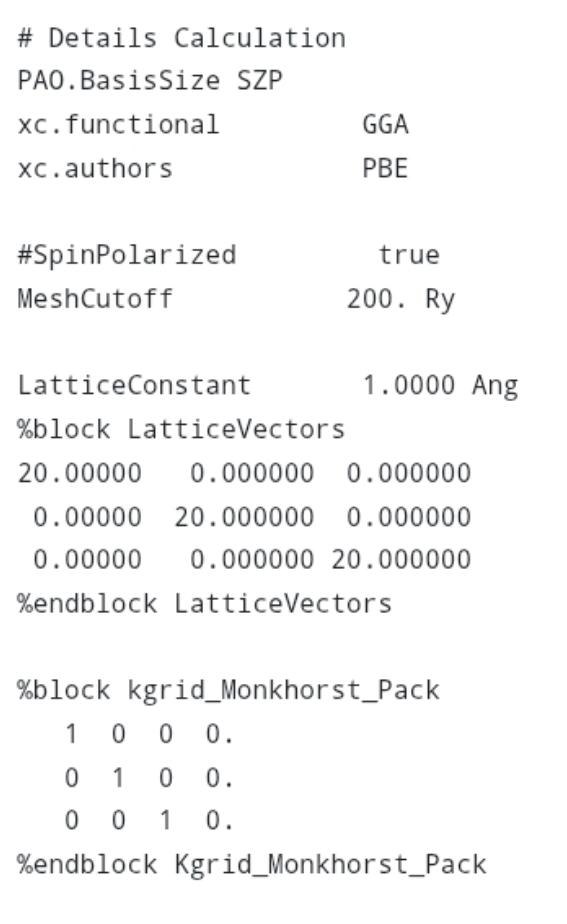 # Details Calculation
PAO.BasisSize SZP
xc.functional         GGA
xc.authors            PBE
#SpinPolarized         true
MeshCutoff           200. Ry
LatticeConstant       1.0000 Ang
%block LatticeVectors
20.00000   0.000000  0.000000
 0.00000  20.000000  0.000000
 0.00000   0.000000 20.000000
%endblock LatticeVectors
%block kgrid_Monkhorst_Pack
   1  0  0  0.
   0  1  0  0.
   0  0  1  0.
%endblock Kgrid_Monkhorst_Pack